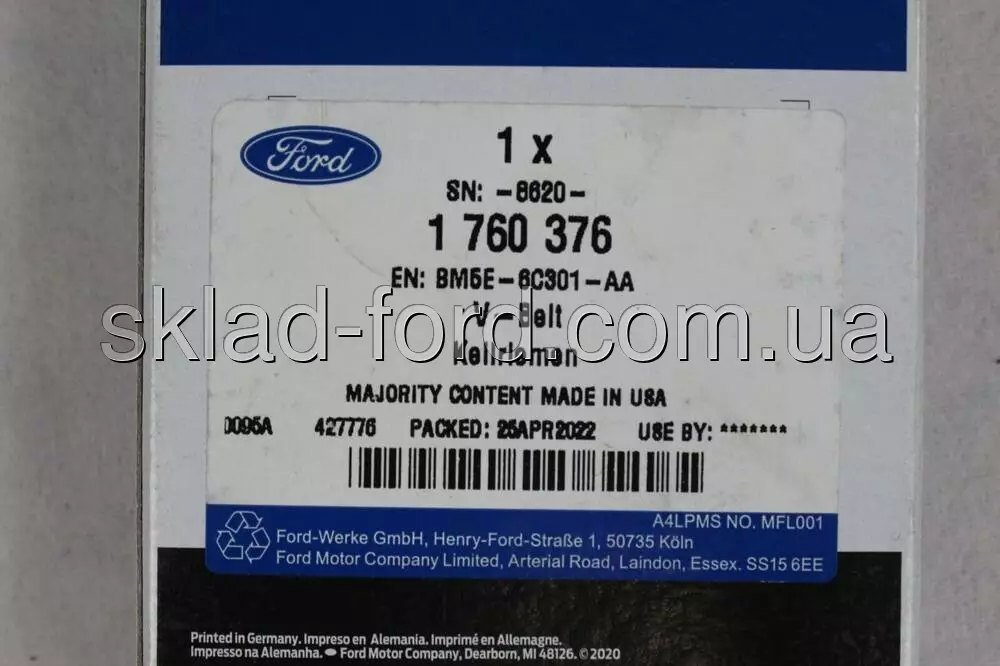 Ford
1 x
SN: -8620-
1 760 376
EN: BM5E-6C301-AA
V-Belt
sklad-ford.com.ua
Keilriemen
MAJORITY CONTENT MADE IN USA
0095A 427776 PACKED: 25APR2022 USE BY: *******
A4LPMS NO. MFL001
Ford-Werke GmbH, Henry-Ford-Straße 1, 50735 Köln
Ford Motor Company Limited, Arterial Road, Laindon, Essex. SS15 6EE
Printed in Germany. Impreso en Alemania. Imprimé en Allemagne.
Impresso na Alemanha. Ford Motor Company, Dearborn, MI 48126. ©2020